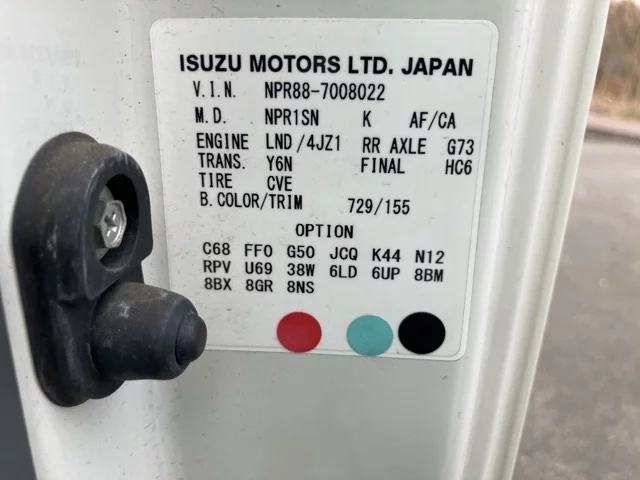 ISUZU MOTORS LTD. JAPAN
V.I.N. NPR88-7008022
M.D. NPR1SN K AF/CA
ENGINE LND/4JZ1 RR AXLE G73
TRANS. Y6N FINAL HC6
TIRE CVE
B.COLOR/TRIM 729/155
OPTION
C68 FF0 G50 JCQ K44 N12
RPV U69 38W 6LD 6UP 8BM
8BX 8GR 8NS